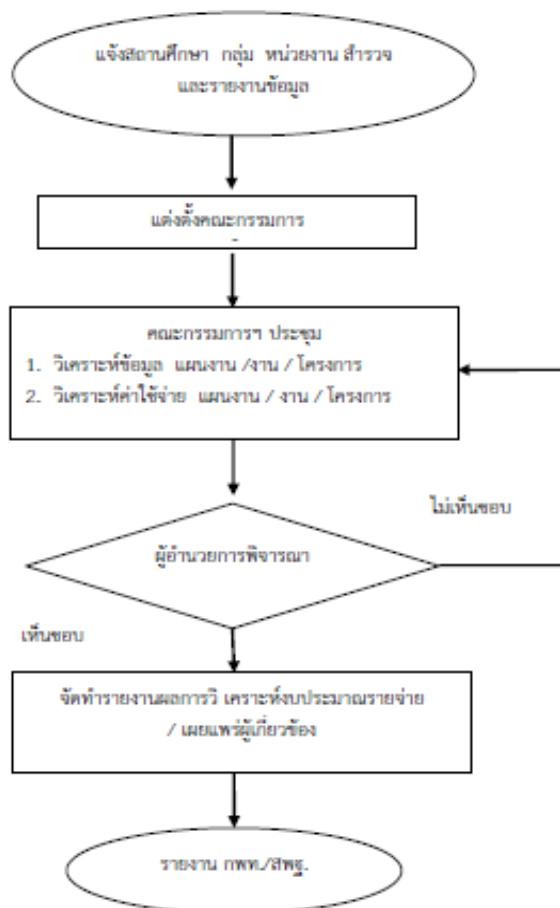 แจ้งสถานศึกษา กลุ่ม หน่วยงาน สำรวจ
และรายงานข้อมูล
แต่งตั้งคณะกรรมการ
คณะกรรมการฯ ประชุม
1. วิเคราะห์ข้อมูล แผนงาน /งาน / โครงการ
2. วิเคราะห์ค่าใช้จ่าย แผนงาน / งาน / โครงการ
ไม่เห็นชอบ
ผู้อำนวยการพิจารณา
เห็นชอบ
จัดทำรายงานผลการวิ เคราะห์งบประมาณรายจ่าย
/ เผยแพร่ผู้เกี่ยวข้อง
รายงาน กพท./สพฐ.